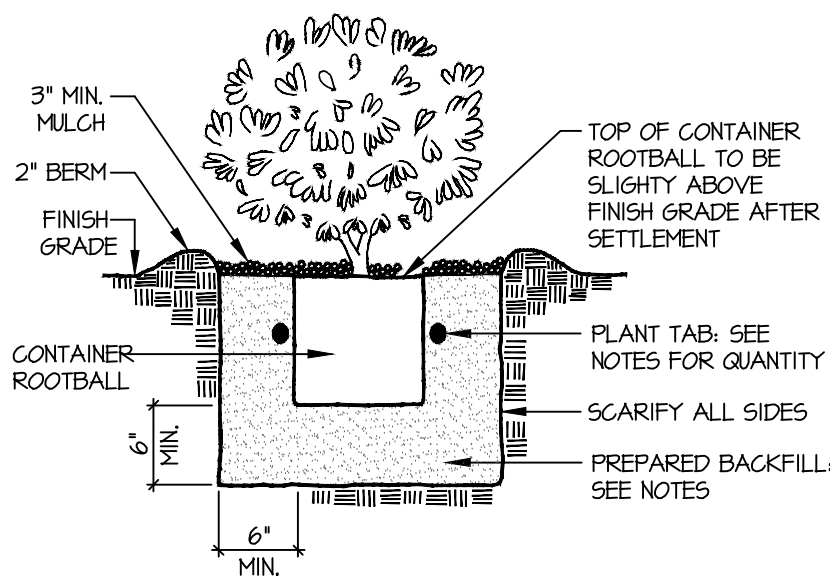 3" MIN.
MULCH
2" BERM
FINISH
GRADE
CONTAINER
ROOTBALL
6"
MIN.
6"
MIN.
TOP OF CONTAINER
ROOTBALL TO BE
SLIGHTY ABOVE
FINISH GRADE AFTER
SETTLEMENT
PLANT TAB: SEE
NOTES FOR QUANTITY
SCARIFY ALL SIDES
PREPARED BACKFILL:
SEE NOTES